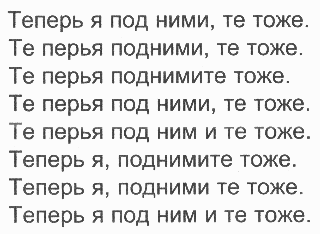 Теперь я под ними, те тоже.
Те перья подними, те тоже.
Те перья поднимите тоже.
Те перья под ними, те тоже.
Те перья под ним и те тоже.
Теперь я, поднимите тоже.
Теперь я, подними те тоже.
Теперь я под ним и те тоже.